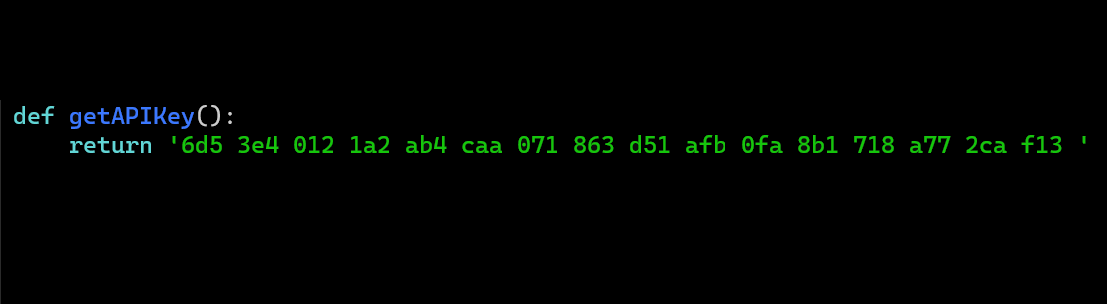 def getAPIKey():
    return '6d5 3e4 012 1a2 ab4 caa 071 863 d51 afb 0fa 8b1 718 a77 2ca f13 '